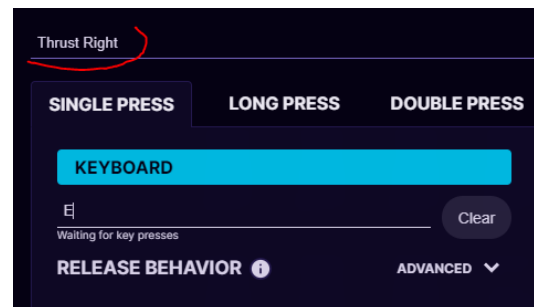 Thrust Right
SINGLE PRESS LONG PRESS DOUBLE PRESS
KEYBOARD
E
Clear
Waiting for key presses
RELEASE BEHAVIOR i ADVANCED